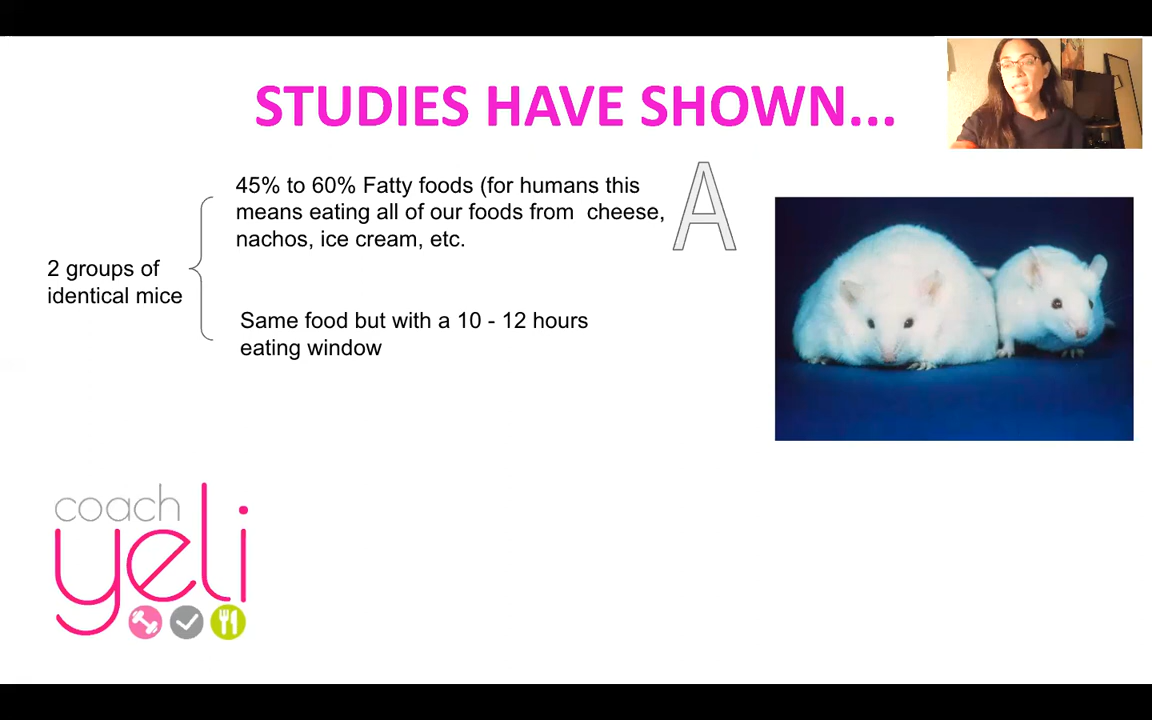 STUDIES HAVE SHOWN...
45% to 60% Fatty foods (for humans this
means eating all of our foods from cheese,
nachos, ice cream, etc.
A
2 groups of
identical mice
Same food but with a 10 - 12 hours
eating window
coach
yeli